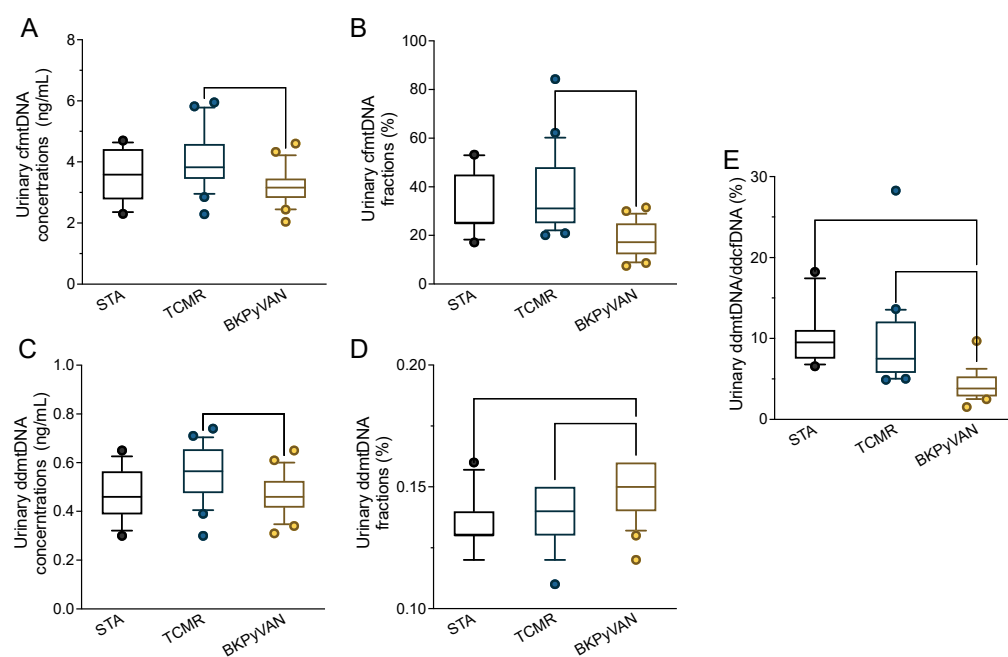 A
Urinary cfmtDNA
concertrations (ng/mL)
8
6
4
2
0
STA
TCMR
BKPyVAN
B
Urinary cfmtDNA
fractions (%)
100
80
60
40
20
0
STA
TCMR
BKPyVAN
C
Urinary ddmtDNA
concerntrations (ng/mL)
1.0
0.8
0.6
0.4
0.2
0.0
STA
TCMR
BKPyVAN
D
Urinary ddmtDNA
fractions (%)
0.20
0.15
0.10
STA
TCMR
BKPyVAN
E
Urinary ddmtDNA/ddcfDNA (%)
30
20
10
0
STA
TCMR
BKPyVAN